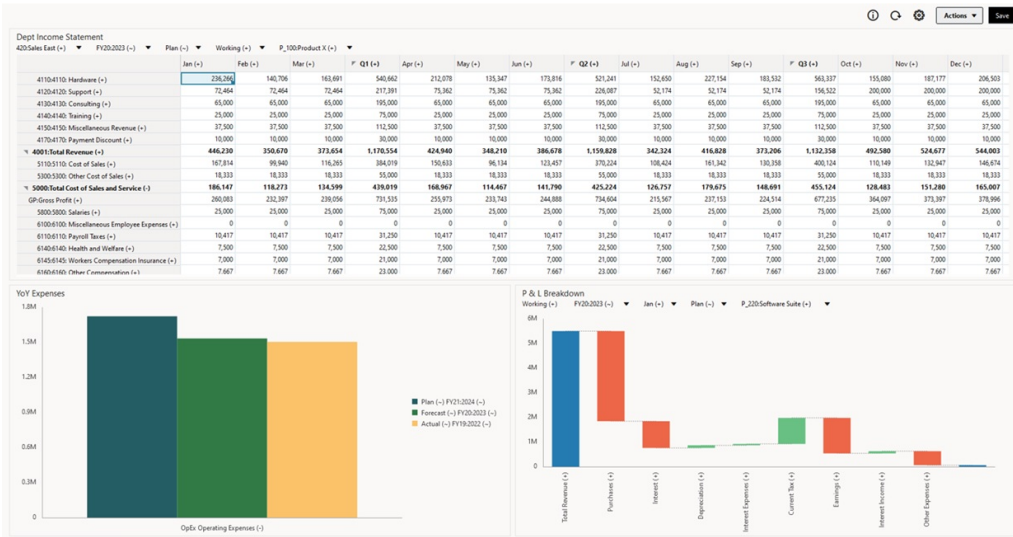 Actions ▼ Save
Dept Income Statement
420:Sales East (+) ▼ FY20:2023 (~) ▼ Plan (~) ▼ Working (+) ▼ P_100:Product X (+) ▼
Jan (+) Feb (+) Mar (+) Q1 (+) Apr (+) May (+) Jun (+) Q2 (+) Jul (+) Aug (+) Sep (+) Q3 (+) Oct (+) Nov (+) Dec (+)
4110:4110: Hardware (+) 236,266 140,706 163,691 540,662 212,078 135,347 173,816 521,241 152,650 227,154 183,532 563,337 155,080 187,177 206,503
4120:4120: Support (+) 72,464 72,464 72,464 217,391 75,362 75,362 75,362 226,087 52,174 52,174 52,174 156,522 200,000 200,000 200,000
4130:4130: Consulting (+) 65,000 65,000 65,000 195,000 65,000 65,000 65,000 195,000 65,000 65,000 65,000 195,000 65,000 65,000 65,000
4140:4140: Training (+) 25,000 25,000 25,000 75,000 25,000 25,000 25,000 75,000 25,000 25,000 25,000 75,000 25,000 25,000 25,000
4150:4150: Miscellaneous Revenue (+) 37,500 37,500 37,500 112,500 37,500 37,500 37,500 112,500 37,500 37,500 37,500 112,500 37,500 37,500 37,500
4170:4170: Payment Discount (+) 10,000 10,000 10,000 30,000 10,000 10,000 10,000 30,000 10,000 10,000 10,000 30,000 10,000 10,000 10,000
4001:Total Revenue (+) 446,230 350,670 373,654 1,170,554 424,940 348,210 386,678 1,159,828 342,324 416,828 373,206 1,132,358 492,580 524,677 544,003
5110:5110: Cost of Sales (+) 167,814 99,940 116,265 384,019 150,633 96,134 123,457 370,224 108,424 161,342 130,358 400,124 110,149 132,947 146,674
5300:5300: Other Cost of Sales (+) 18,333 18,333 18,333 55,000 18,333 18,333 18,333 55,000 18,333 18,333 18,333 55,000 18,333 18,333 18,333
5000:Total Cost of Sales and Service (-) 186,147 118,273 134,599 439,019 168,967 114,467 141,790 425,224 126,757 179,675 148,691 455,124 128,483 151,280 165,007
GP:Gross Profit (+) 260,083 232,397 239,056 731,535 255,973 233,743 244,888 734,604 215,567 237,153 224,514 677,235 364,097 373,397 378,996
5800:5800: Salaries (+) 25,000 25,000 25,000 75,000 25,000 25,000 25,000 75,000 25,000 25,000 25,000 75,000 25,000 25,000 25,000
6100:6100: Miscellaneous Employee Expenses (+) 0 0 0 0 0 0 0 0 0 0 0 0 0 0 0
6110:6110: Payroll Taxes (+) 10,417 10,417 10,417 31,250 10,417 10,417 10,417 31,250 10,417 10,417 10,417 31,250 10,417 10,417 10,417
6140:6140: Health and Welfare (+) 7,500 7,500 7,500 22,500 7,500 7,500 7,500 22,500 7,500 7,500 7,500 22,500 7,500 7,500 7,500
6145:6145: Workers Compensation Insurance (+) 7,000 7,000 7,000 21,000 7,000 7,000 7,000 21,000 7,000 7,000 7,000 21,000 7,000 7,000 7,000
6160:6160: Other Compensation (+) 7,667 7,667 7,667 23,000 7,667 7,667 7,667 23,000 7,667 7,667 7,667 23,000 7,667 7,667 7,667
YoY Expenses
1.8M
1.5M
1.2M
0.9M
0.6M
0.3M
0
OpEx Operating Expenses (-)
Plan (~) FY21:2024 (~)
Forecast (~) FY20:2023 (~)
Actual (~) FY19:2022 (~)
P & L Breakdown
Working (+) FY20:2023 (~) ▼ Jan (+) ▼ Plan (~) ▼ P_220:Software Suite (+) ▼
6M
5M
4M
3M
2M
1M
0
Total Revenue (+)
Purchases (+)
Interest (+)
Depreciation (+)
Interest Expenses (+)
Current Tax (+)
Earnings (+)
Interest Income (+)
Other Expenses (+)